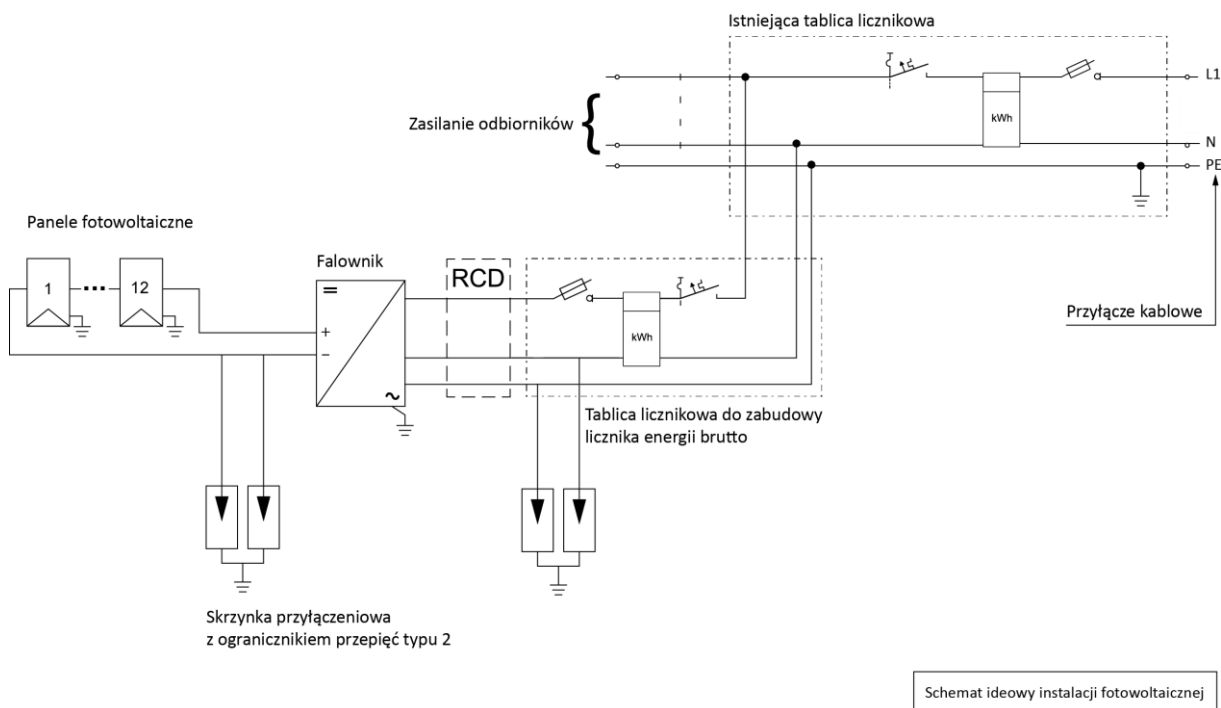 Istniejąca tablica licznikowa
L1
kWh
Zasilanie odbiorników
N
PE
Panele fotowoltaiczne
Falownik
RCD
1
12
Przyłącze kablowe
kWh
Tablica licznikowa do zabudowy
licznika energii brutto
Skrzynka przyłączeniowa
z ogranicznikiem przepięć typu 2
Schemat ideowy instalacji fotowoltaicznej